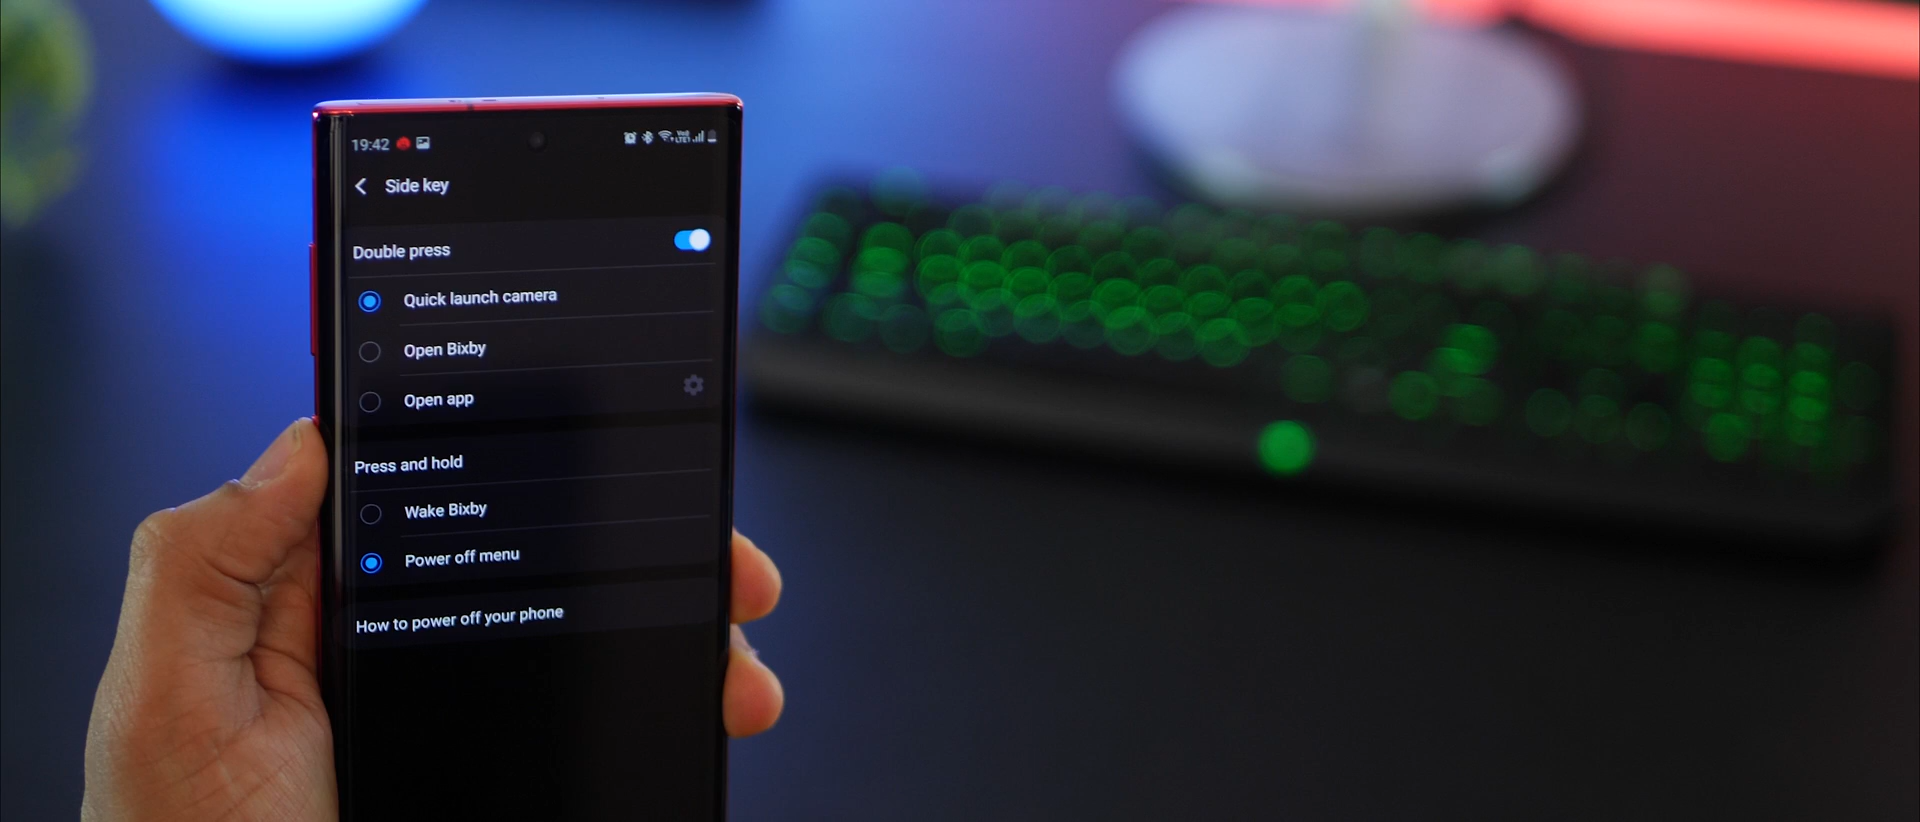 19:42
Side key
Double press
Quick launch camera
Open Bixby
Open app
Press and hold
Wake Bixby
Power off menu
How to power off your phone